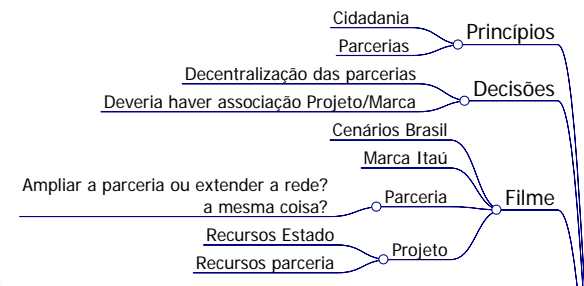 Cidadania
Princípios
Parcerias
Decentralização das parcerias
Decisões
Deveria haver associação Projeto/Marca
Cenários Brasil
Marca Itaú
Ampliar a parceria ou extender a rede?
a mesma coisa?
Parceria
Filme
Recursos Estado
Projeto
Recursos parceria